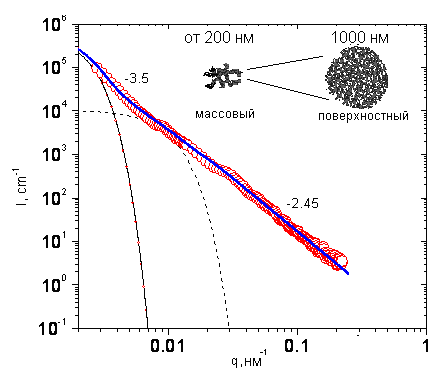 от 200 нм 1000 нм
-3.5
массовый поверхностный
-2.45
I, cm⁻¹
10⁶
10⁵
10⁴
10³
10²
10¹
10⁰
10⁻¹
0.01 0.1 1
q,нм⁻¹